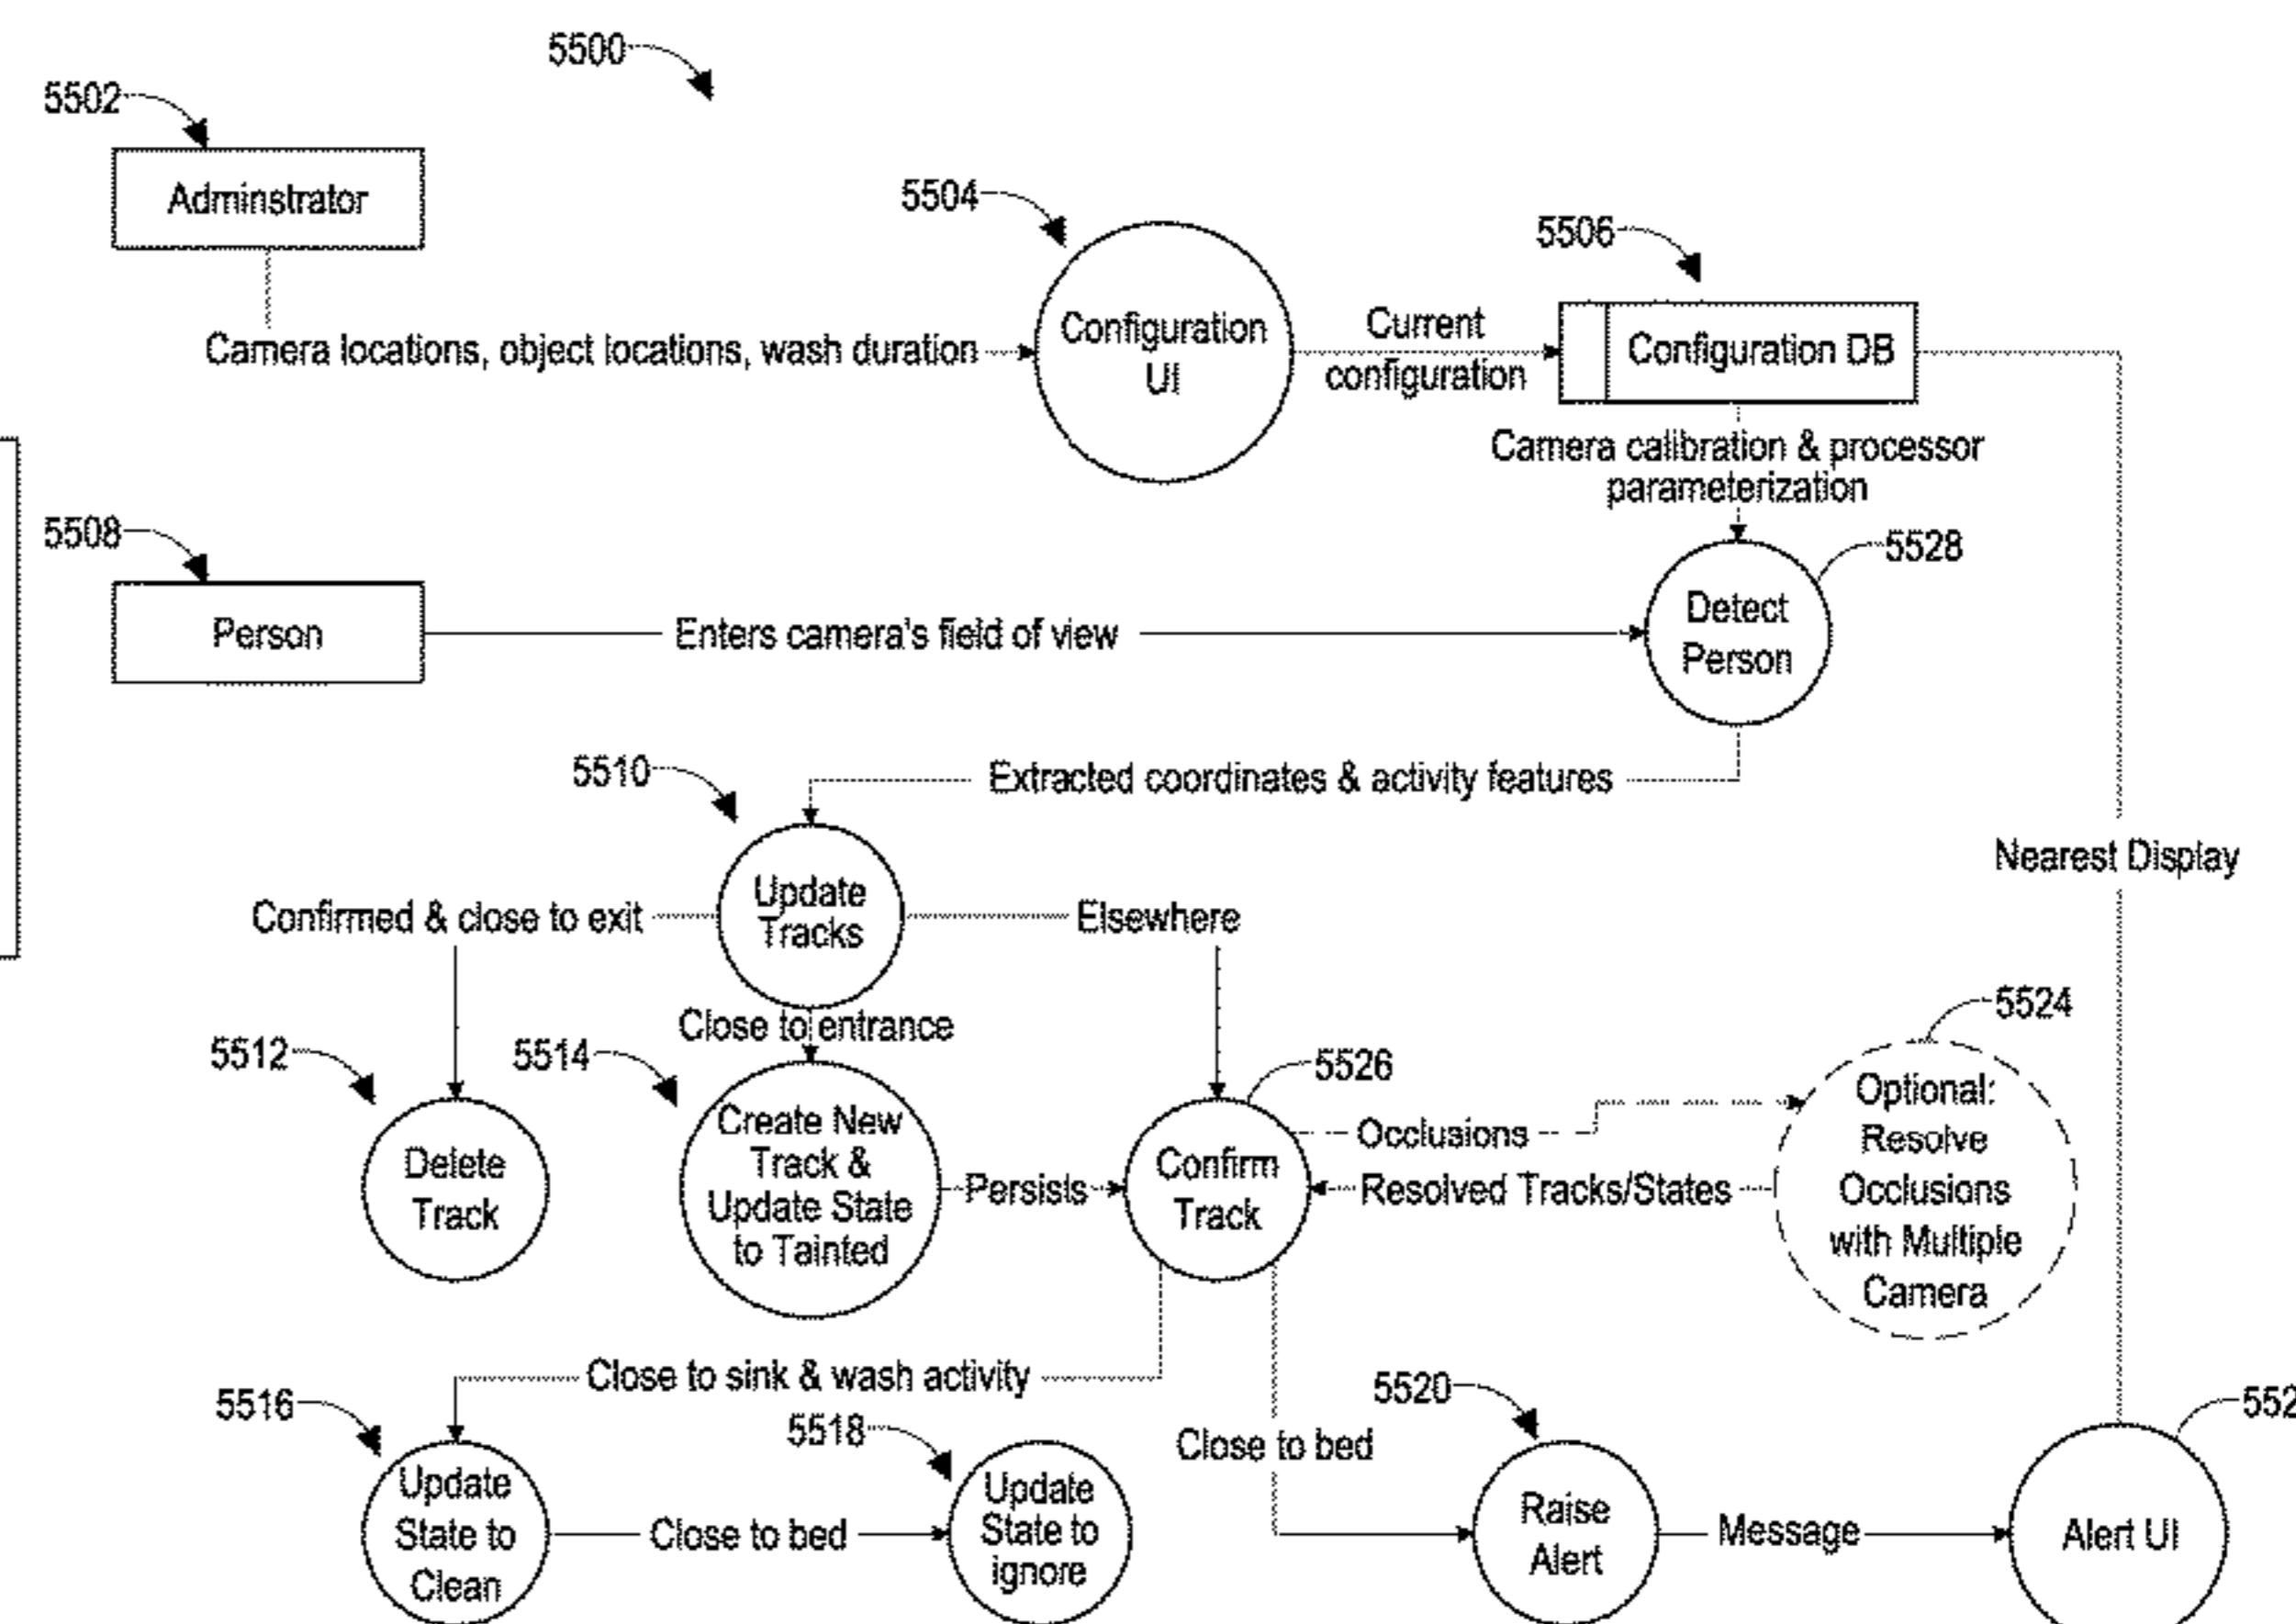 5500
5502
Adminstrator
5504
5506
Camera locations, object locations, wash duration
Configuration
UI
Current
configuration
Configuration DB
Camera calibration & processor
parameterization
5508
5528
Person
Enters camera's field of view
Detect
Person
5510
Extracted coordinates & activity features
Nearest Display
Update
Tracks
Confirmed & close to exit
Elsewhere
Close to entrance
5512
5514
5526
5524
Delete
Track
Create New
Track &
Update State
to Tainted
Persists
Confirm
Track
Occlusions
Resolved Tracks/States
Optional:
Resolve
Occlusions
with Multiple
Camera
Close to sink & wash activity
5516
5518
Close to bed
5520
552
Update
State to
Clean
Close to bed
Update
State to
ignore
Raise
Alert
Message
Alert UI